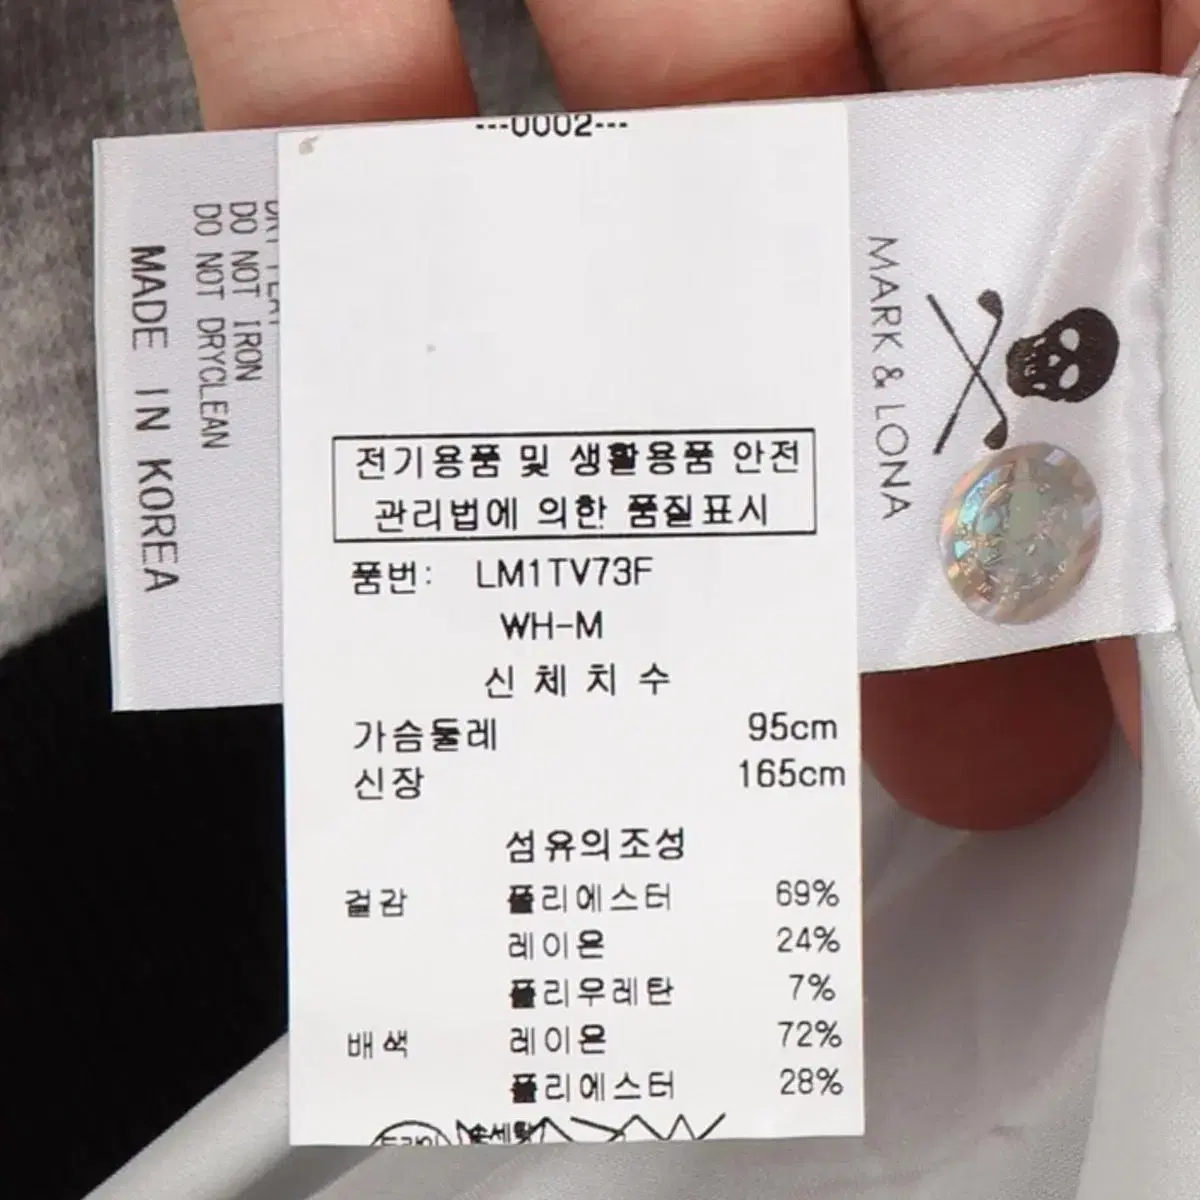 ---0002---
전기용품 및 생활용품 안전
관리법에 의한 품질표시
품번: LM1TV73F
WH-M
신체치수
가슴둘레 95cm
신장 165cm
섬유의조성
겉감 폴리에스터 69%
레이온 24%
폴리우레탄 7%
배색 레이온 72%
폴리에스터 28%
MARK & LONA
DRY FLAT
DO NOT IRON
DO NOT DRYCLEAN
MADE IN KOREA